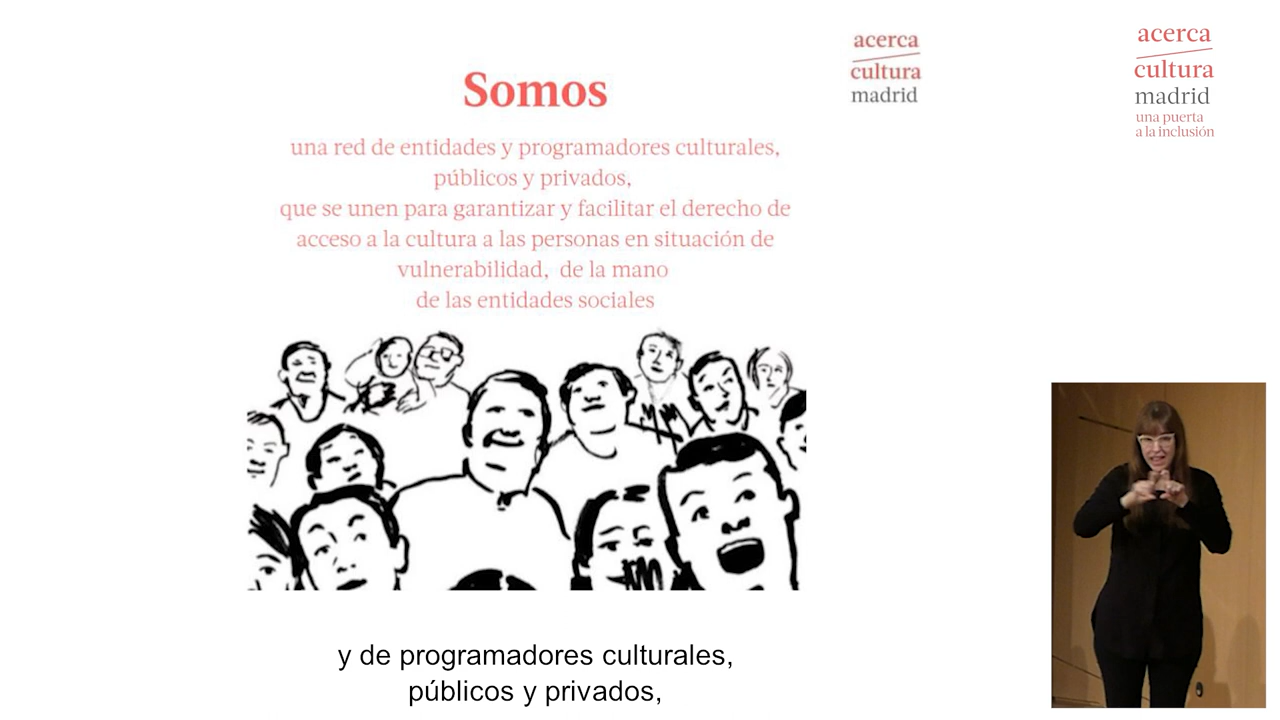 Somos
una red de entidades y programadores culturales,
públicos y privados,
que se unen para garantizar y facilitar el derecho de
acceso a la cultura a las personas en situación de
vulnerabilidad, de la mano
de las entidades sociales
acerca
cultura
madrid
acerca
cultura
madrid
una puerta
a la inclusión
y de programadores culturales,
públicos y privados,